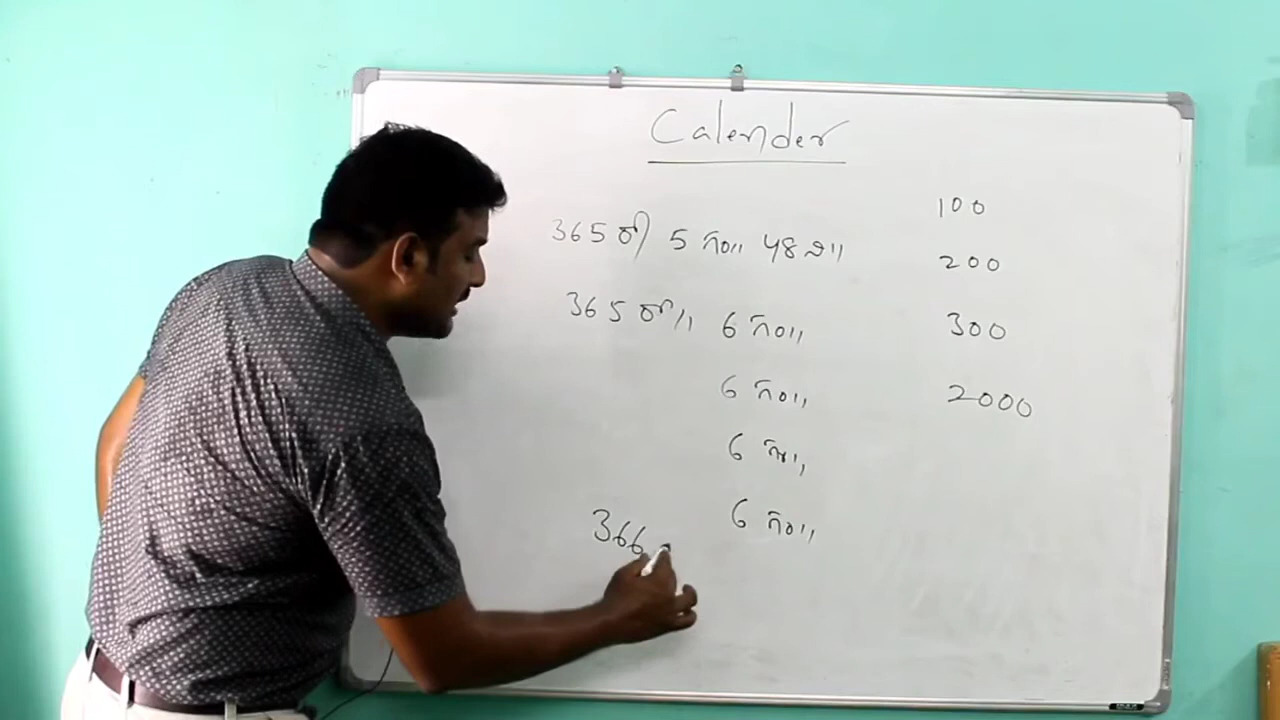 Calender
365 రో 5 గం॥ 48 ని॥
365 రో॥ 6 గం॥
6 గం॥
6 గం॥
6 గం॥
366
100
200
300
2000